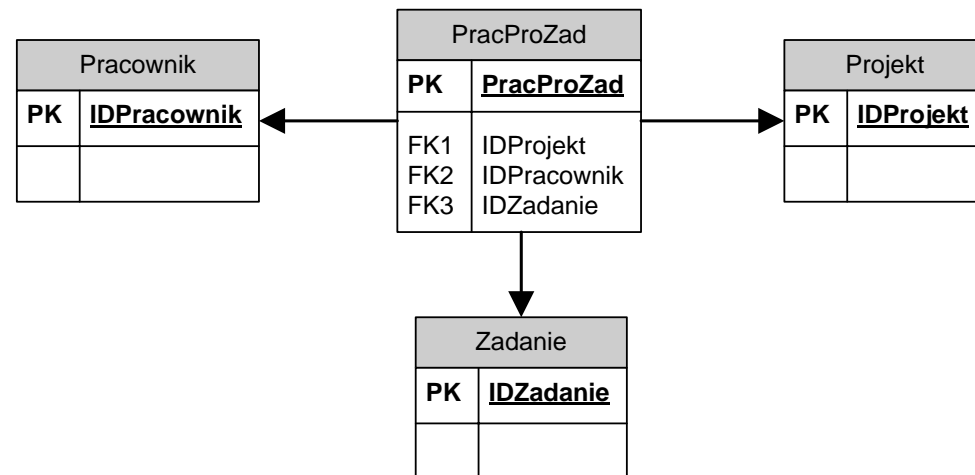 Pracownik
PK IDPracownik
PracProZad
PK PracProZad
FK1 IDProjekt
FK2 IDPracownik
FK3 IDZadanie
Projekt
PK IDProjekt
Zadanie
PK IDZadanie